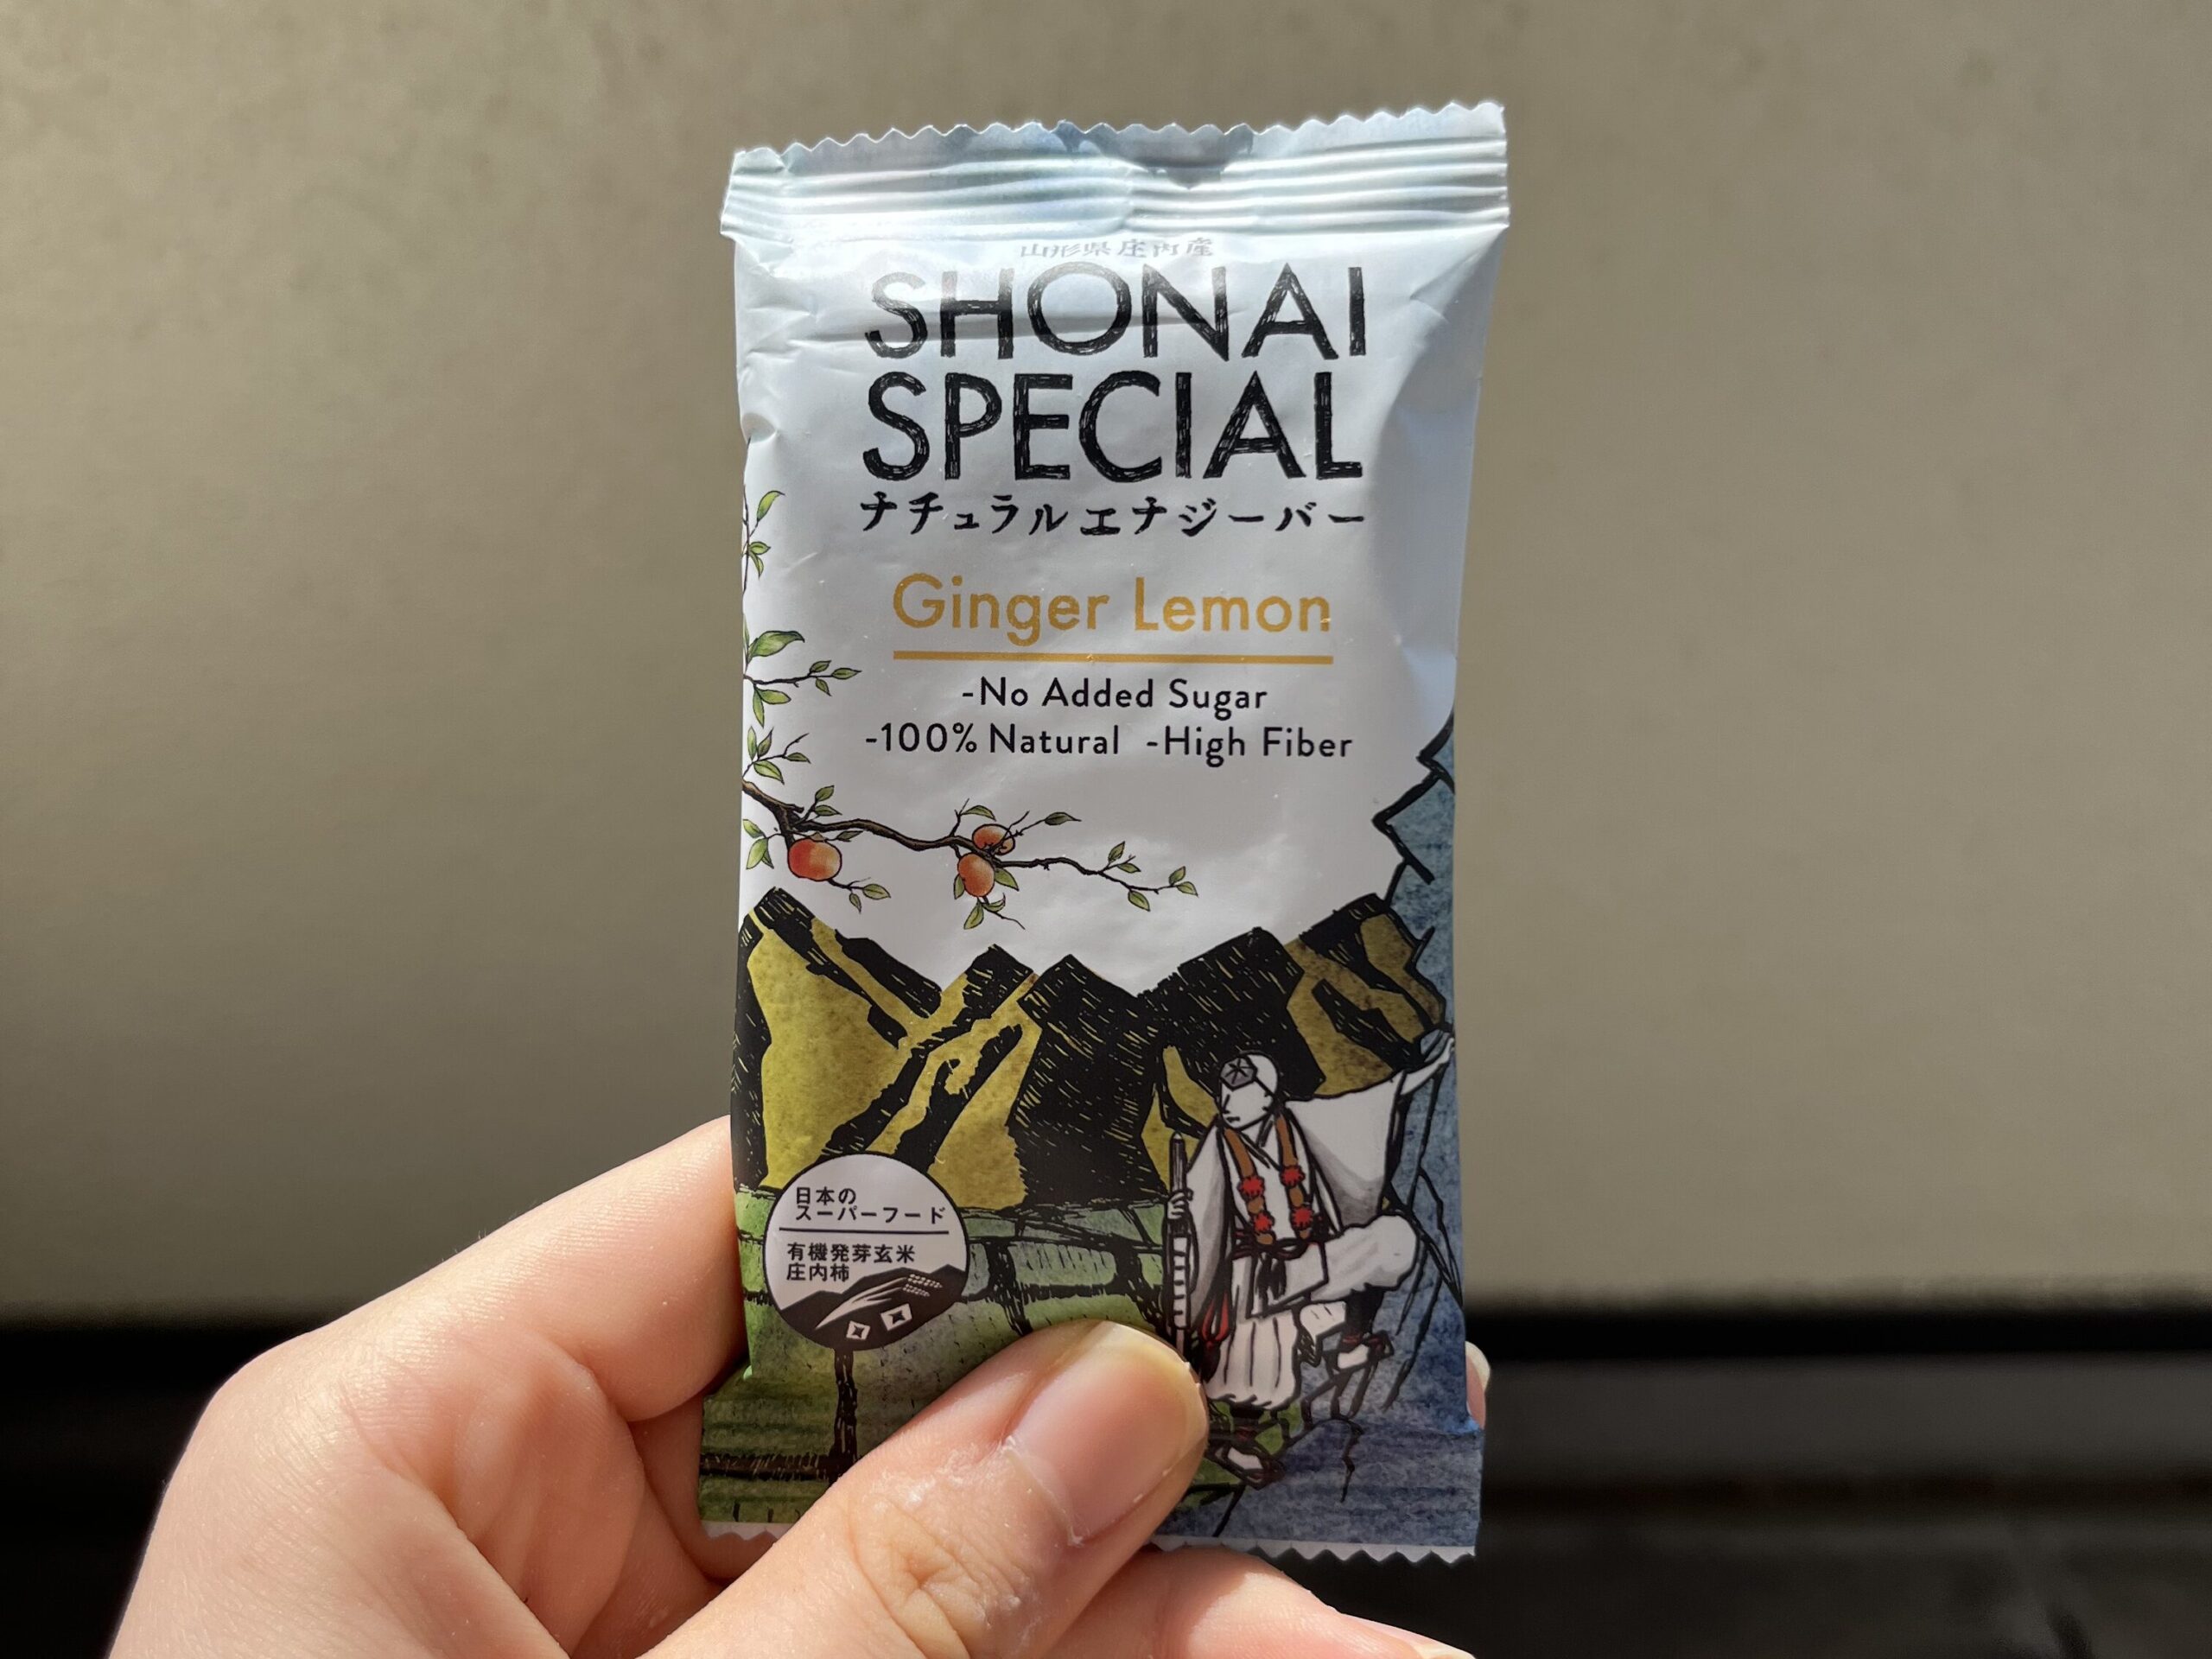 山形県庄内産
SHONAI
SPECIAL
ナチュラルエナジーバー
Ginger Lemon
-No Added Sugar
-100% Natural -High Fiber
日本の
スーパーフード
有機発芽玄米
庄内柿